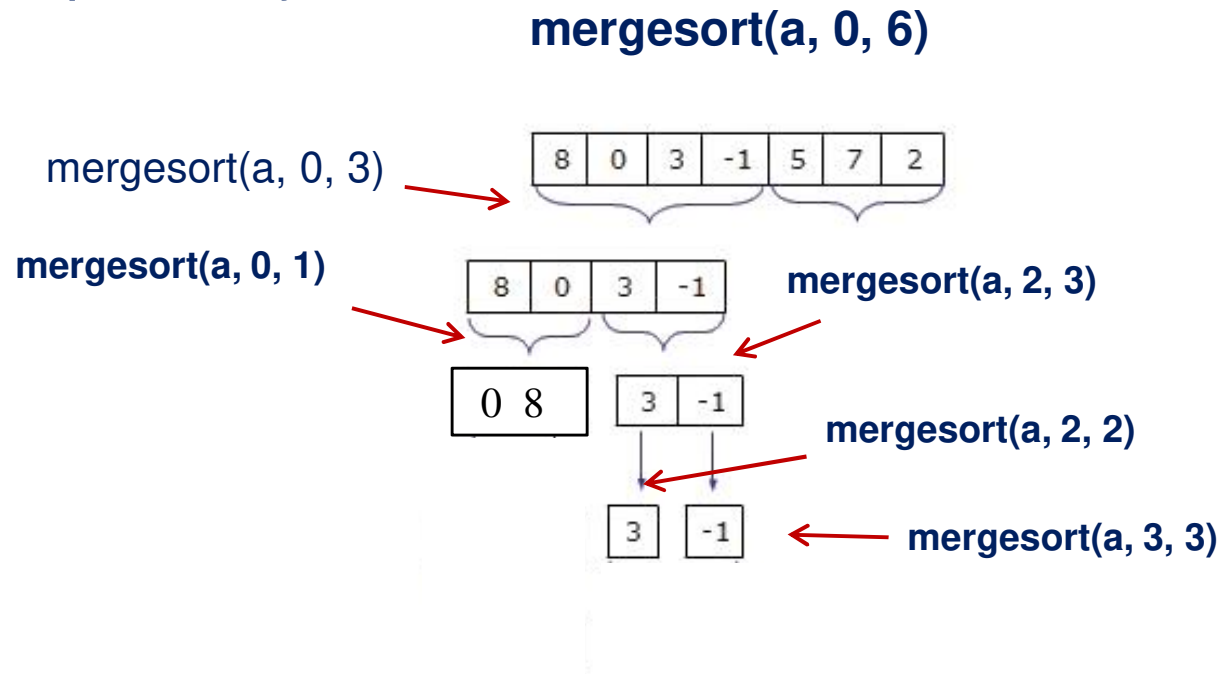 mergesort(a, 0, 6)
mergesort(a, 0, 3)
8 0 3 -1 5 7 2
mergesort(a, 0, 1)
8 0 3 -1
mergesort(a, 2, 3)
0 8
3 -1
mergesort(a, 2, 2)
3 -1
mergesort(a, 3, 3)